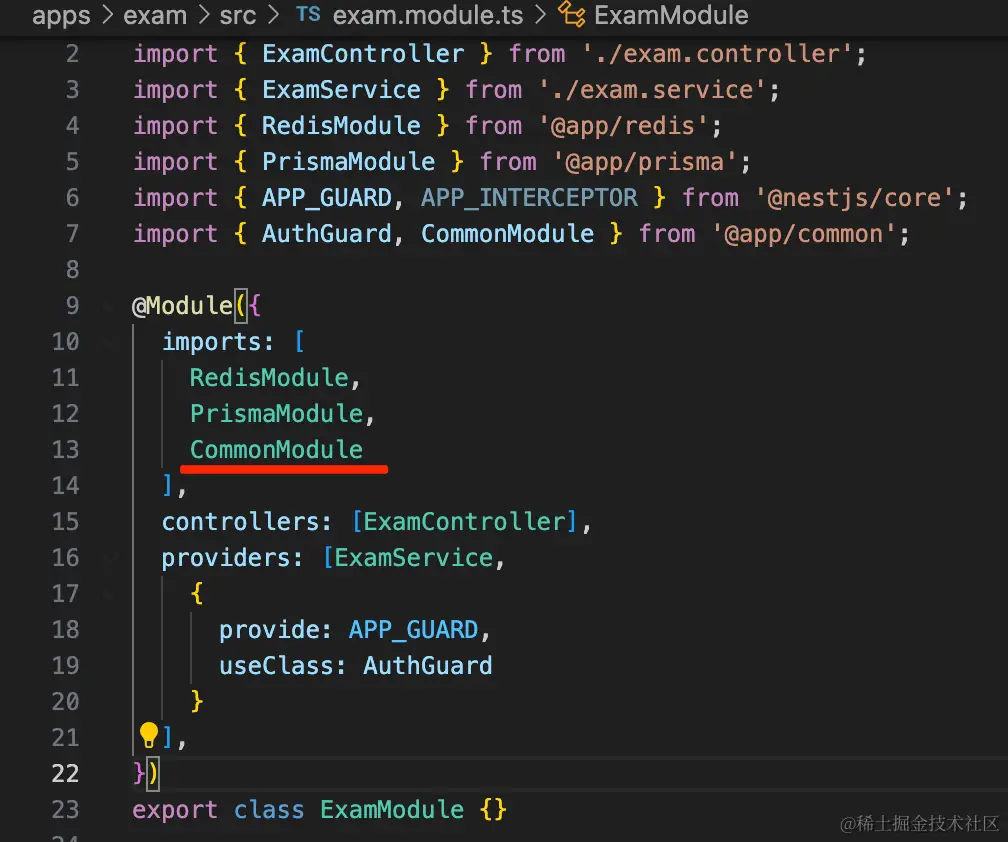 apps > exam > src > TS exam.module.ts > ExamModule
2 import { ExamController } from './exam.controller';
3 import { ExamService } from './exam.service';
4 import { RedisModule } from '@app/redis';
5 import { PrismaModule } from '@app/prisma';
6 import { APP_GUARD, APP_INTERCEPTOR } from '@nestjs/core';
7 import { AuthGuard, CommonModule } from '@app/common';
8
9 @Module({
10 imports: [
11 RedisModule,
12 PrismaModule,
13 CommonModule
14 ],
15 controllers: [ExamController],
16 providers: [ExamService,
17 {
18 provide: APP_GUARD,
19 useClass: AuthGuard
20 }
21 ],
22 })
23 export class ExamModule {}
24
@稀土掘金技术社区